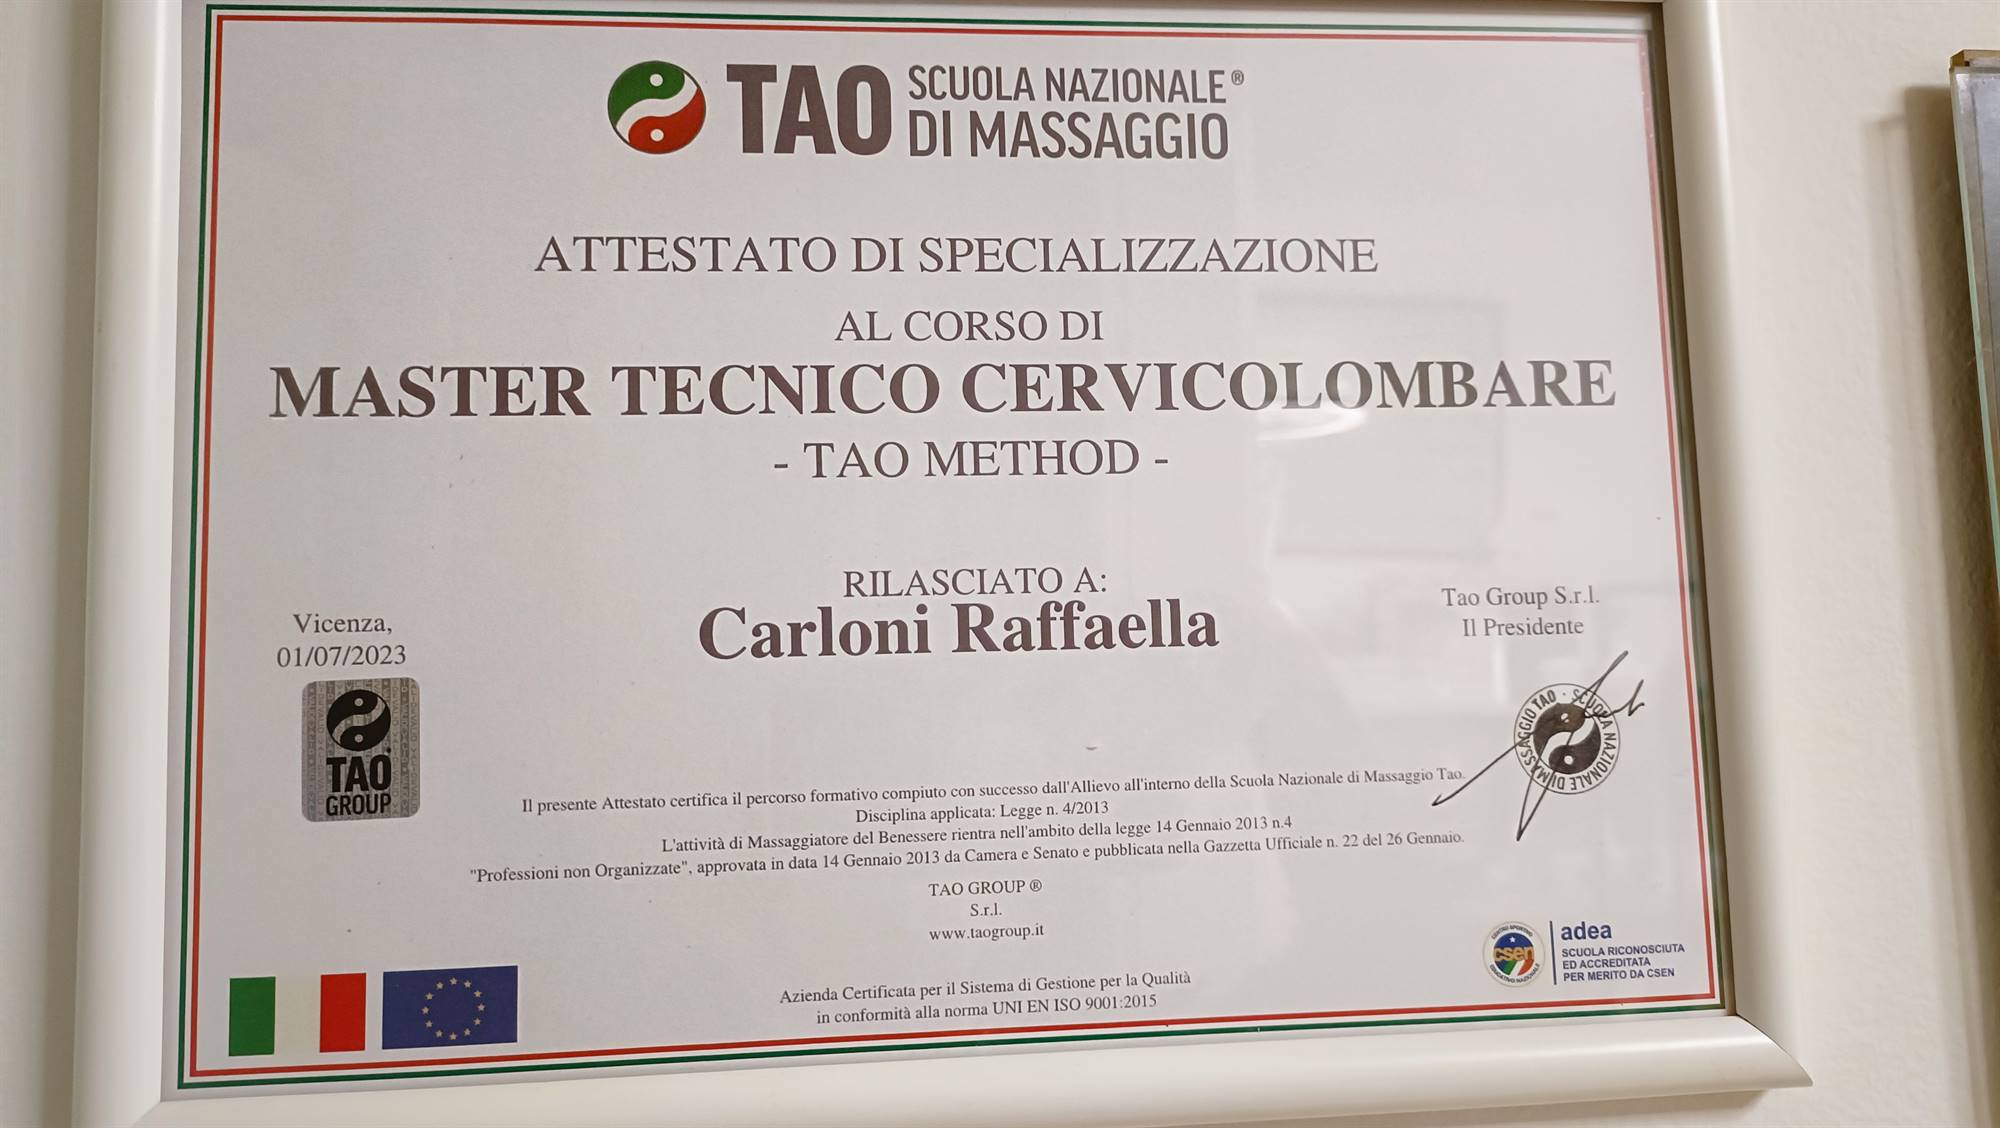 TAO SCUOLA NAZIONALE®
DI MASSAGGIO
ATTESTATO DI SPECIALIZZAZIONE
AL CORSO DI
MASTER TECNICO CERVICOLOMBARE
- TAO METHOD -
RILASCIATO A:
Carloni Raffaella
Vicenza,
01/07/2023
TAO
GROUP
Tao Group S.r.l.
Il Presidente
SCUOLA NAZIONALE DI MASSAGGIO TAO
Il presente Attestato certifica il percorso formativo compiuto con successo dall'Allievo all'interno della Scuola Nazionale di Massaggio Tao.
Disciplina applicata: Legge n. 4/2013
L'attività di Massaggiatore del Benessere rientra nell'ambito della legge 14 Gennaio 2013 n.4
"Professioni non Organizzate", approvata in data 14 Gennaio 2013 da Camera e Senato e pubblicata nella Gazzetta Ufficiale n. 22 del 26 Gennaio.
TAO GROUP ®
S.r.l.
www.taogroup.it
Azienda Certificata per il Sistema di Gestione per la Qualità
in conformità alla norma UNI EN ISO 9001:2015
csen
adea
SCUOLA RICONOSCIUTA
ED ACCREDITATA
PER MERITO DA CSEN